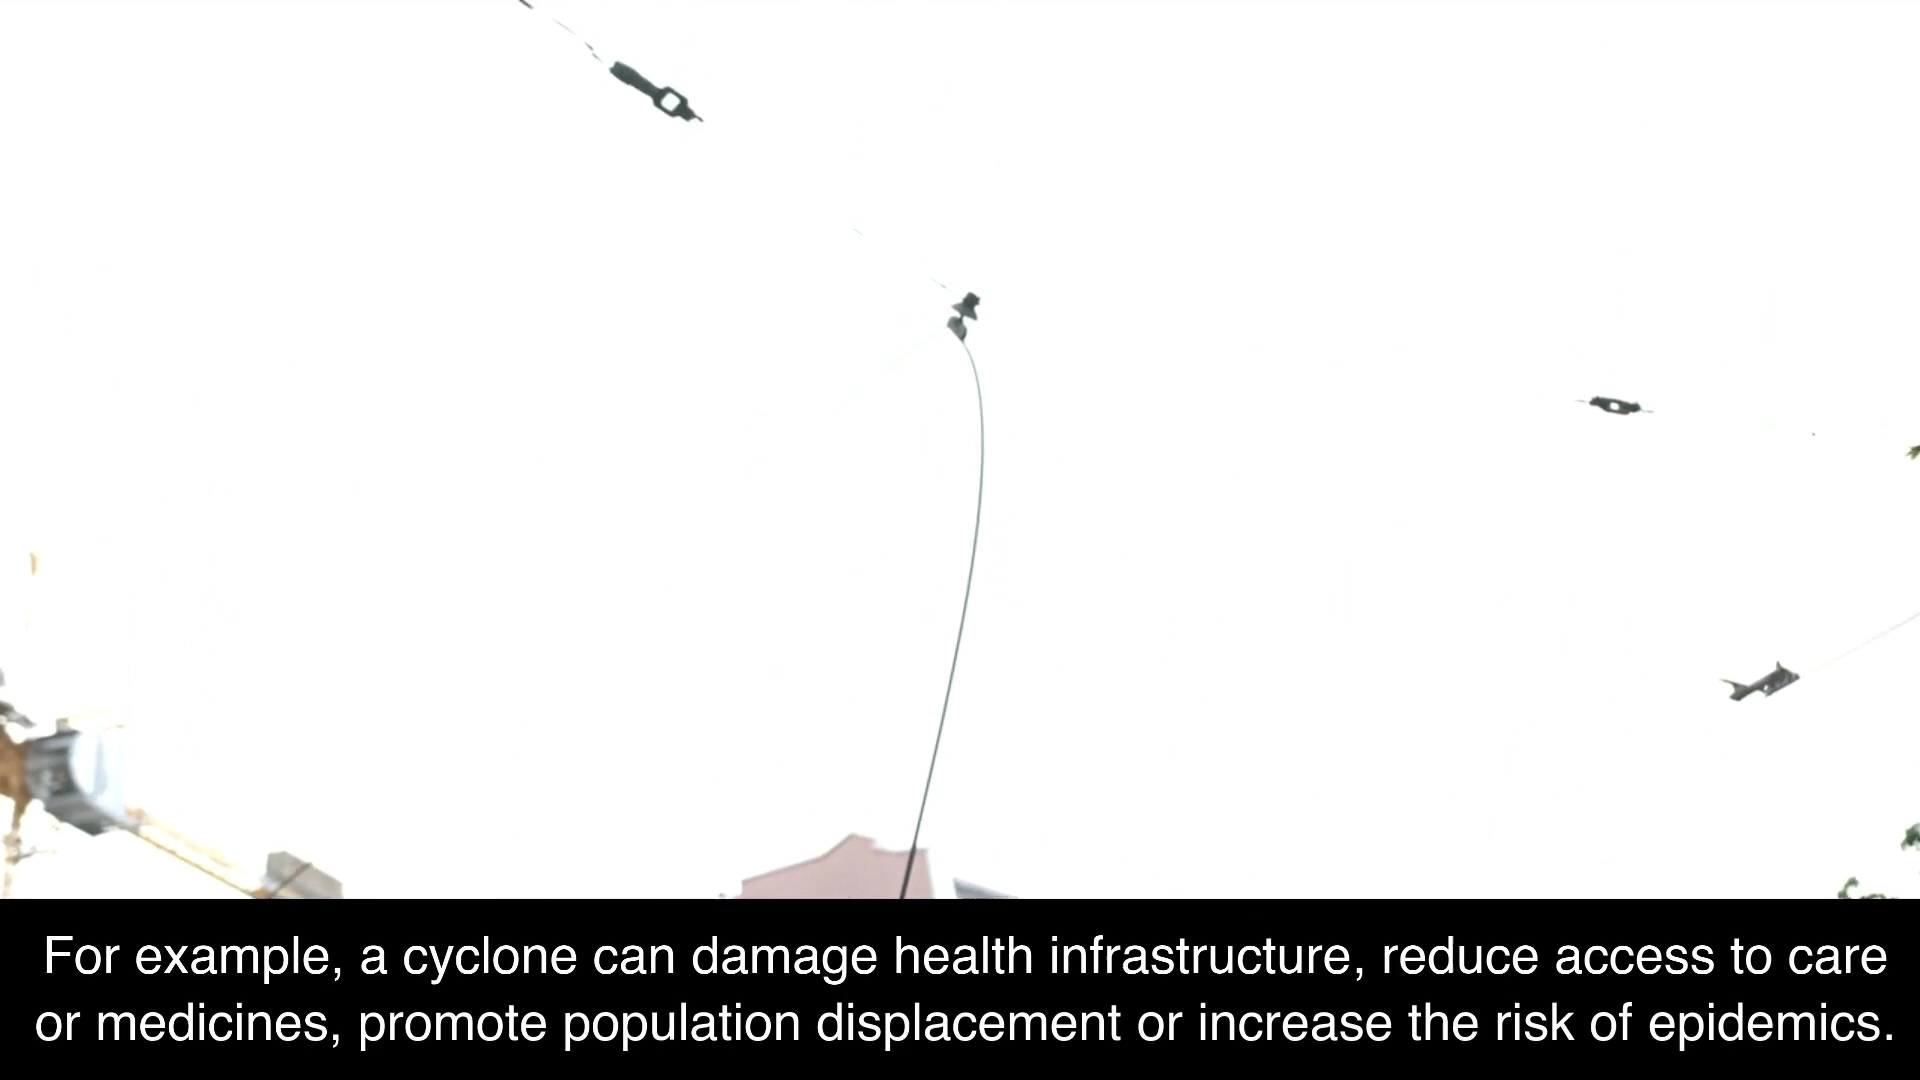 For example, a cyclone can damage health infrastructure, reduce access to care
or medicines, promote population displacement or increase the risk of epidemics.